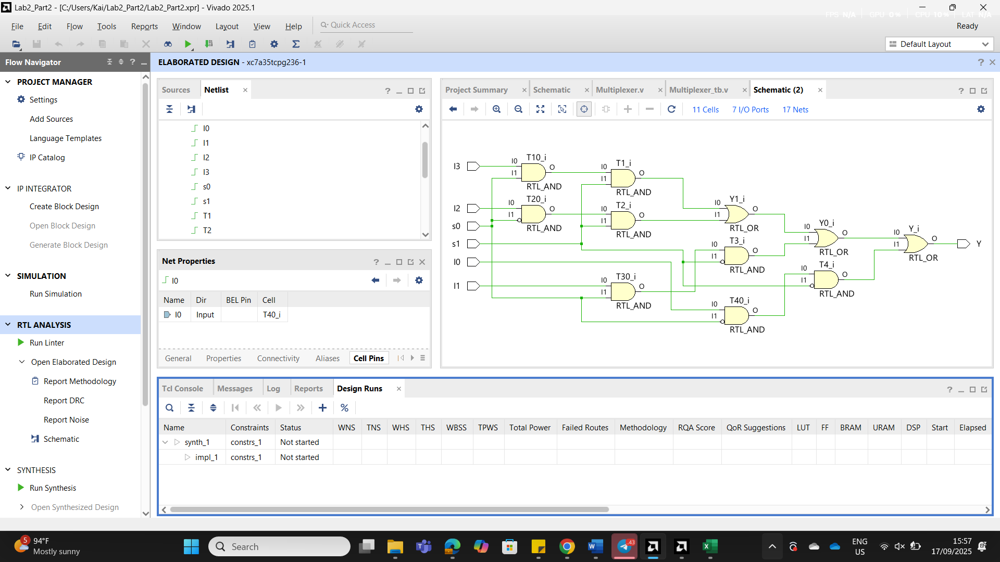 Lab2_Part2 - [C:/Users/Kai/Lab2_Part2/Lab2_Part2.xpr] - Vivado 2025.1
FPS N/A GPU 0% CPU 10% LAT N/A
File Edit Flow Tools Reports Window Layout View Help Quick Access
Ready
Default Layout
Flow Navigator
ELABORATED DESIGN - xc7a35tcpg236-1
PROJECT MANAGER
Settings
Add Sources
Language Templates
IP Catalog
IP INTEGRATOR
Create Block Design
Open Block Design
Generate Block Design
SIMULATION
Run Simulation
RTL ANALYSIS
Run Linter
Open Elaborated Design
Report Methodology
Report DRC
Report Noise
Schematic
SYNTHESIS
Run Synthesis
Open Synthesized Design
Sources Netlist
I0
I1
I2
I3
s0
s1
T1
T2
Net Properties
I0
Name Dir BEL Pin Cell
I0 Input T40_i
General Properties Connectivity Aliases Cell Pins
Project Summary Schematic Multiplexer.v Multiplexer_tb.v Schematic (2)
11 Cells 7 I/O Ports 17 Nets
I3
I2
s0
s1
I0
I1
T10_i
I0
I1
O
RTL_AND
T20_i
I0
I1
O
RTL_AND
T1_i
I0
I1
O
RTL_AND
T2_i
I0
I1
O
RTL_AND
T30_i
I0
I1
O
RTL_AND
Y1_i
I0
I1
O
RTL_OR
T3_i
I0
I1
O
RTL_AND
T40_i
I0
I1
O
RTL_AND
Y0_i
I0
I1
O
RTL_OR
T4_i
I0
I1
O
RTL_AND
Y_i
I0
I1
O
RTL_OR
Y
Tcl Console Messages Log Reports Design Runs
Name Constraints Status WNS TNS WHS THS WBSS TPWS Total Power Failed Routes Methodology RQA Score QoR Suggestions LUT FF BRAM URAM DSP Start Elapsed
synth_1 constrs_1 Not started
impl_1 constrs_1 Not started
5
94°F
Mostly sunny
Search
43
ENG
US
15:57
17/09/2025